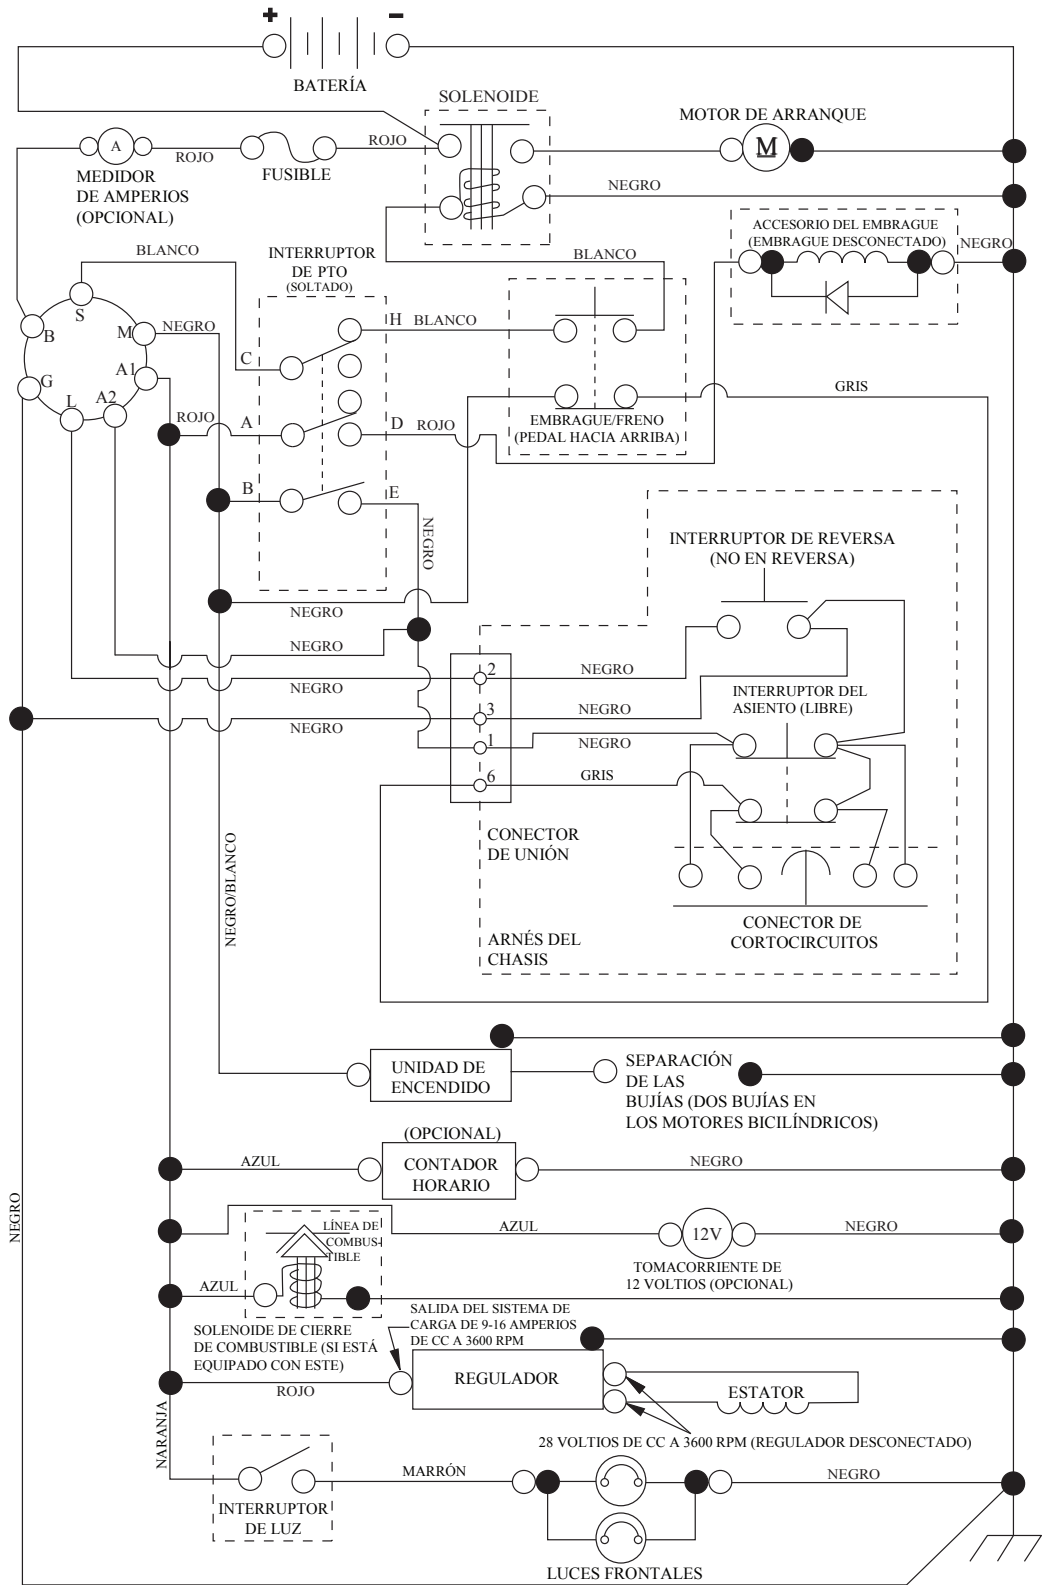 + −
BATERÍA
SOLENOIDE
MOTOR DE ARRANQUE
A
ROJO
FUSIBLE
ROJO
M
MEDIDOR
DE AMPERIOS
(OPCIONAL)
NEGRO
ACCESORIO DEL EMBRAGUE
(EMBRAGUE DESCONECTADO)
NEGRO
BLANCO
INTERRUPTOR
DE PTO
(SOLTADO)
BLANCO
S
B
M
NEGRO
H
BLANCO
C
A1
G
A2
L
GRIS
ROJO
A
D
ROJO
EMBRAGUE/FRENO
(PEDAL HACIA ARRIBA)
B
E
NEGRO
INTERRUPTOR DE REVERSA
(NO EN REVERSA)
NEGRO
NEGRO
2
NEGRO
NEGRO
INTERRUPTOR DEL
ASIENTO (LIBRE)
3
NEGRO
NEGRO
1
NEGRO
6
GRIS
CONECTOR
DE UNIÓN
NEGRO/BLANCO
CONECTOR DE
CORTOCIRCUITOS
ARNÉS DEL
CHASIS
UNIDAD DE
ENCENDIDO
SEPARACIÓN
DE LAS
BUJÍAS (DOS BUJÍAS EN
LOS MOTORES BICILÍNDRICOS)
(OPCIONAL)
AZUL
CONTADOR
HORARIO
NEGRO
NEGRO
LÍNEA DE
COMBUS-
TIBLE
AZUL
12V
NEGRO
TOMACORRIENTE DE
12 VOLTIOS (OPCIONAL)
AZUL
SOLENOIDE DE CIERRE
DE COMBUSTIBLE (SI ESTÁ
EQUIPADO CON ESTE)
SALIDA DEL SISTEMA DE
CARGA DE 9-16 AMPERIOS
DE CC A 3600 RPM
REGULADOR
ROJO
ESTATOR
NARANJA
28 VOLTIOS DE CC A 3600 RPM (REGULADOR DESCONECTADO)
MARRÓN
NEGRO
INTERRUPTOR
DE LUZ
LUCES FRONTALES